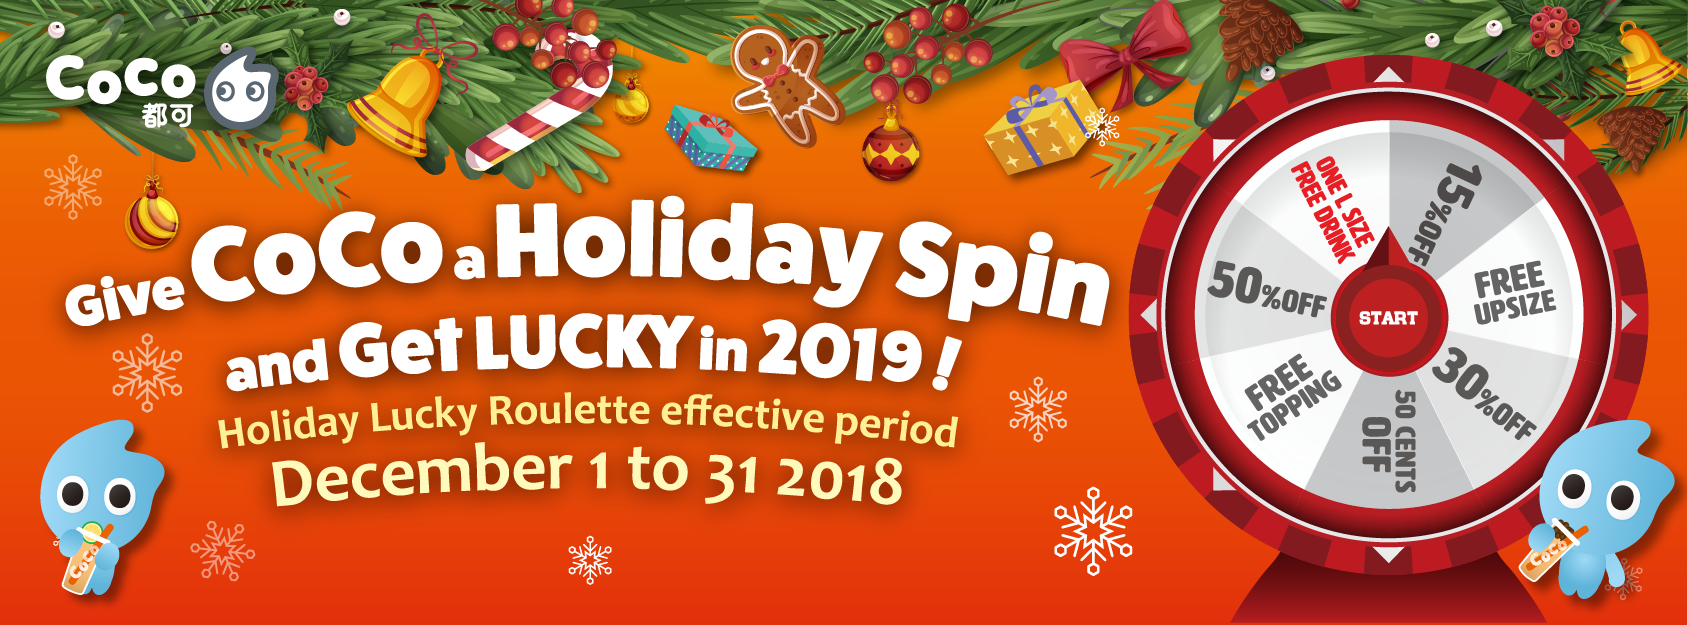 CoCo
都可
Give CoCo a Holiday Spin
and Get LUCKY in 2019 !
Holiday Lucky Roulette effective period
December 1 to 31 2018
ONE L SIZE
FREE DRINK
15%OFF
FREE
UPSIZE
30%OFF
50 CENTS
OFF
FREE
TOPPING
50%OFF
START
CoCo
CoCo